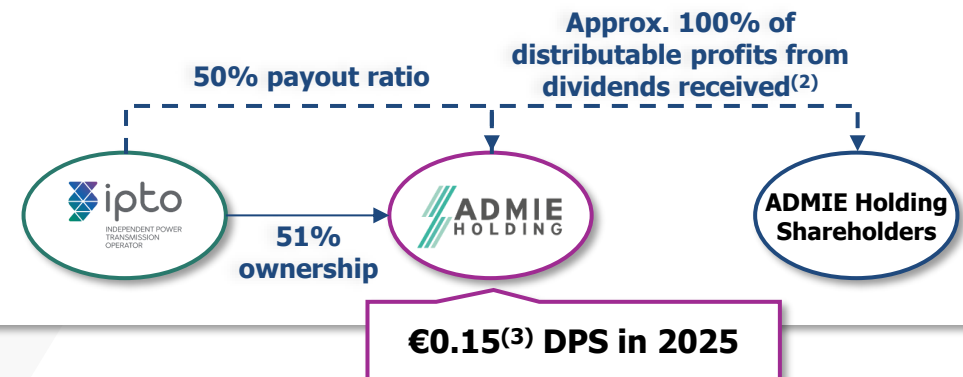 Approx. 100% of
distributable profits from
dividends received(2)
50% payout ratio
ipto
INDEPENDENT POWER
TRANSMISSION
OPERATOR
ADMIE
HOLDING
ADMIE Holding
Shareholders
51%
ownership
€0.15(3) DPS in 2025